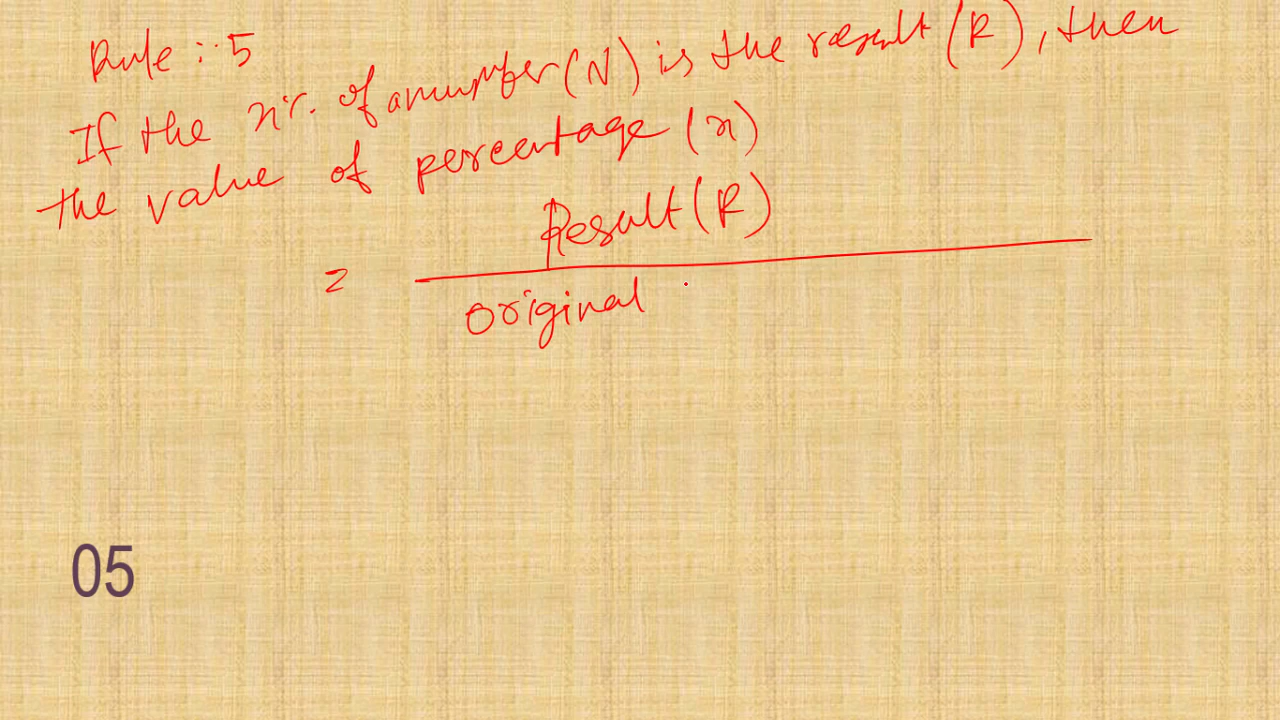 Rule :- 5
If the x%. of a number (N) is the result (R), then
the value of percentage (x)
= Result (R)
original
05